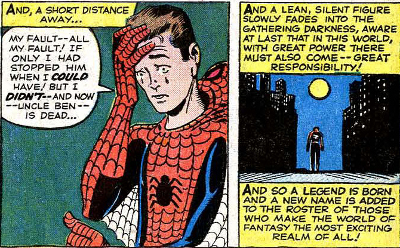 AND, A SHORT DISTANCE
AWAY...
MY FAULT--ALL
MY FAULT! IF
ONLY I HAD
STOPPED HIM
WHEN I COULD
HAVE! BUT I
DIDN'T--AND NOW
--UNCLE BEN--
IS DEAD...
AND A LEAN, SILENT FIGURE
SLOWLY FADES INTO THE
GATHERING DARKNESS, AWARE
AT LAST THAT IN THIS WORLD,
WITH GREAT POWER THERE
MUST ALSO COME--GREAT
RESPONSIBILITY!
AND SO A LEGEND IS BORN
AND A NEW NAME IS ADDED
TO THE ROSTER OF THOSE
WHO MAKE THE WORLD OF
FANTASY THE MOST EXCITING
REALM OF ALL!